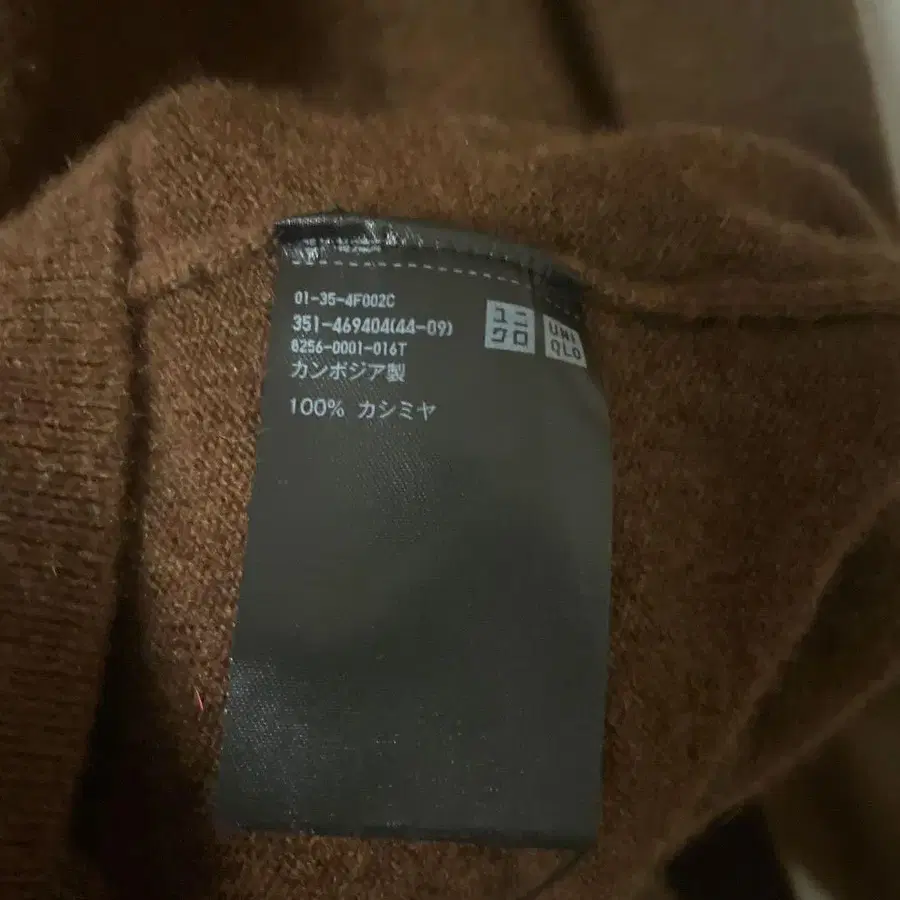 01-35-4F002C
351-469404(44-09)
8256-0001-016T
カンボジア製
100% カシミヤ
ユニ
クロ
UNI
QLO